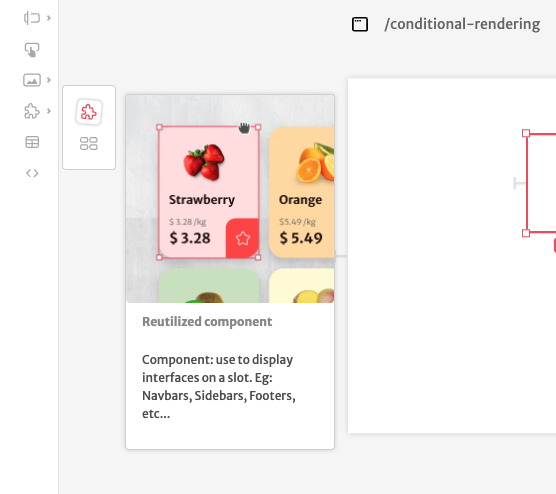 /conditional-rendering
Strawberry
$ 3.28 /kg
$ 3.28
Orange
$5.49 /kg
$ 5.49
Reutilized component
Component: use to display
interfaces on a slot. Eg:
Navbars, Sidebars, Footers,
etc...